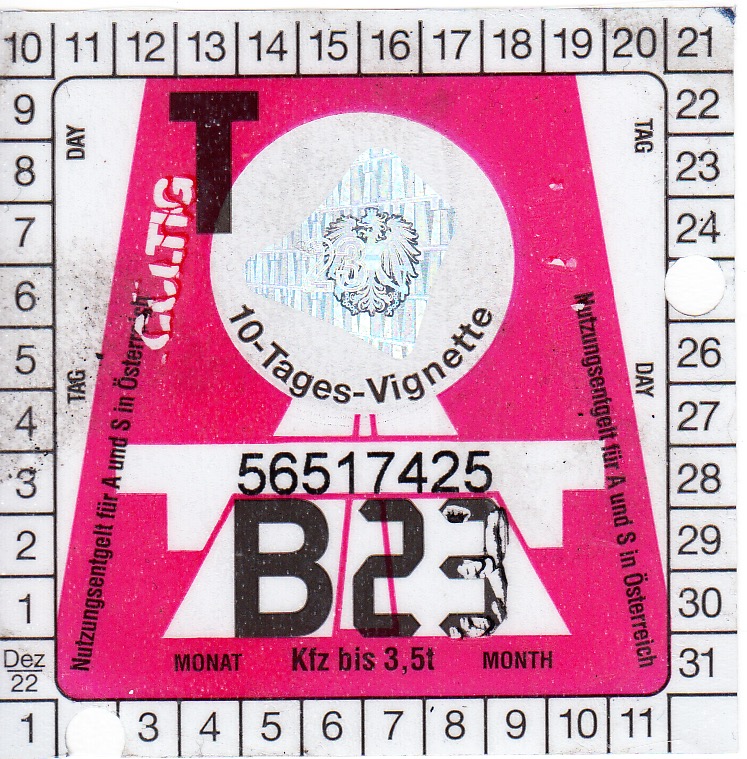 10 11 12 13 14 15 16 17 18 19 20 21
9 22
8 23
7 24
6
5 26
4 27
3 28
2 29
1 30
Dez 31
22
1 3 4 5 6 7 8 9 10 11
DAY
TAG
T
10-Tages-Vignette
TAG
DAY
Nutzungsentgelt für A und S in Österreich
Nutzungsentgelt für A und S in Österreich
56517425
B23
MONAT Kfz bis 3,5t MONTH